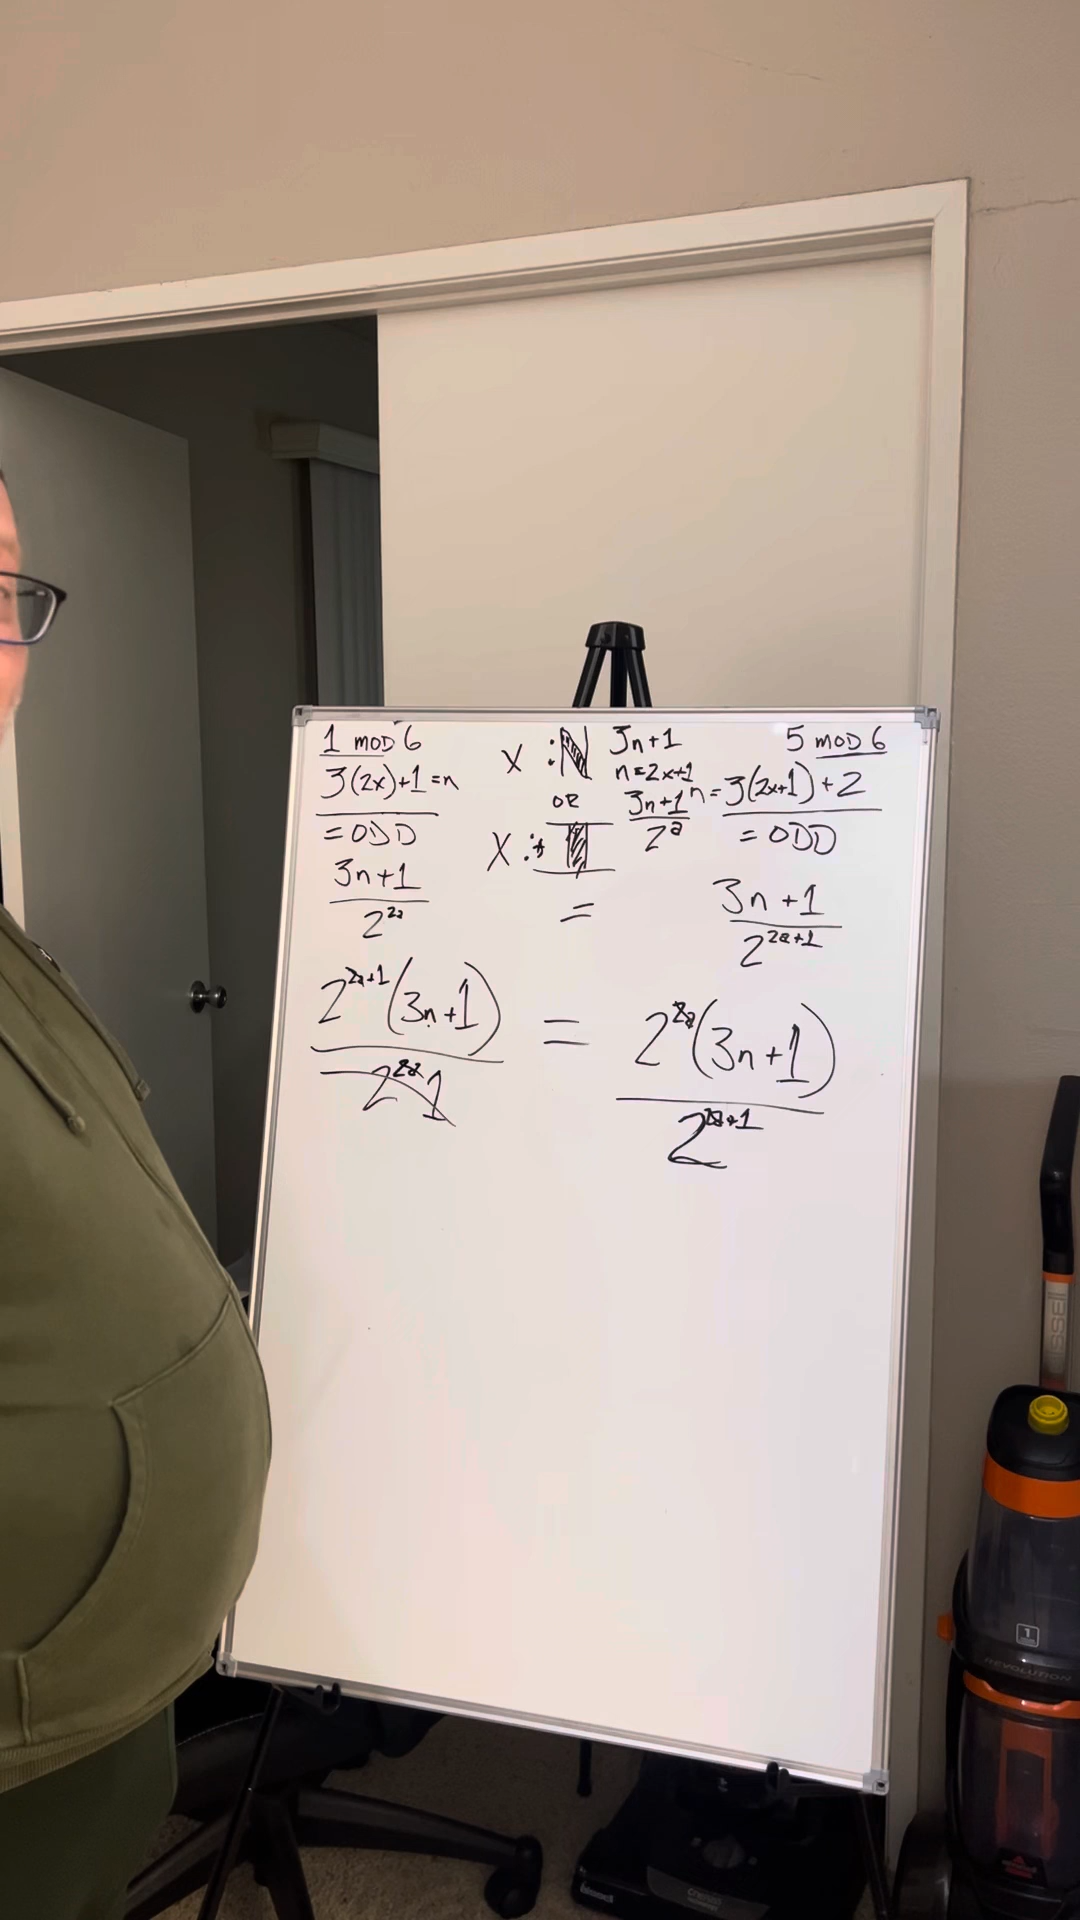 1 MOD 6
3(2x)+1=n
= ODD
3n+1
2^2a
X :N
OR
X :
3n+1
n=2x+1
3n+1
2^a
5 MOD 6
n=3(2x+1)+2
= ODD
=
3n+1
2^2a+1
2^2a+1(3n+1)
2^2a 1
=
2^2a(3n+1)
2^2a+1
1
REVOLUTION